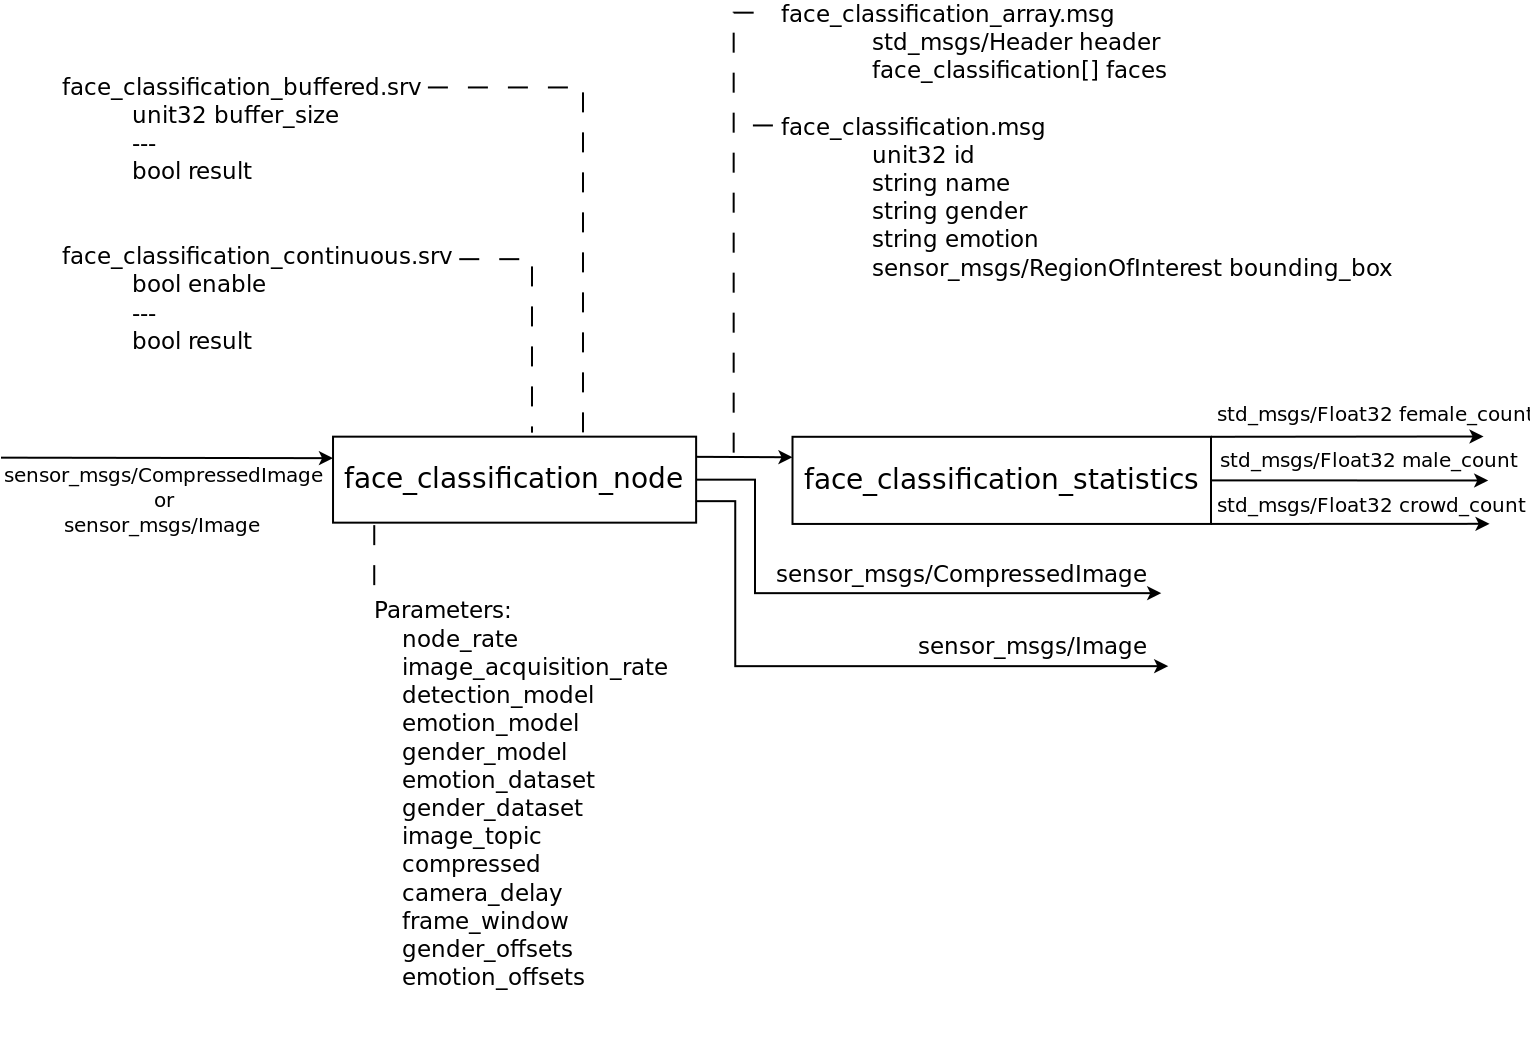 face_classification_array.msg
std_msgs/Header header
face_classification[] faces
face_classification_buffered.srv
unit32 buffer_size
---
bool result
face_classification.msg
unit32 id
string name
string gender
string emotion
sensor_msgs/RegionOfInterest bounding_box
face_classification_continuous.srv
bool enable
---
bool result
sensor_msgs/CompressedImage
or
sensor_msgs/Image
face_classification_node
face_classification_statistics
std_msgs/Float32 female_count
std_msgs/Float32 male_count
std_msgs/Float32 crowd_count
sensor_msgs/CompressedImage
sensor_msgs/Image
Parameters:
node_rate
image_acquisition_rate
detection_model
emotion_model
gender_model
emotion_dataset
gender_dataset
image_topic
compressed
camera_delay
frame_window
gender_offsets
emotion_offsets